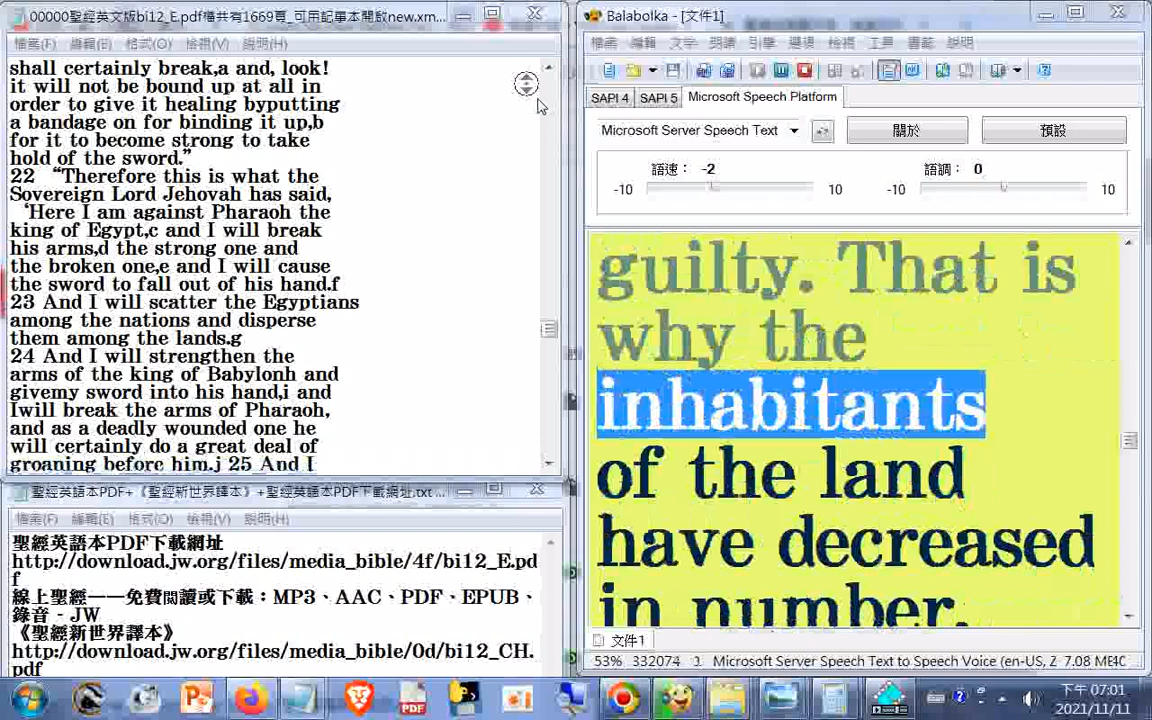 00000聖經英文版bi12_E.pdf檔共有1669頁_可用記事本開啟new.xm...
檔案(F) 編輯(E) 格式(O) 檢視(V) 說明(H)
shall certainly break,a and, look!
it will not be bound up at all in
order to give it healing byputting
a bandage on for binding it up,b
for it to become strong to take
hold of the sword.”
22 “Therefore this is what the
Sovereign Lord Jehovah has said,
‘Here I am against Pharaoh the
king of Egypt,c and I will break
his arms,d the strong one and
the broken one,e and I will cause
the sword to fall out of his hand.f
23 And I will scatter the Egyptians
among the nations and disperse
them among the lands.g
24 And I will strengthen the
arms of the king of Babylonh and
givemy sword into his hand,i and
Iwill break the arms of Pharaoh,
and as a deadly wounded one he
will certainly do a great deal of
groaning before him.j 25 And I
聖經英語本PDF+《聖經新世界譯本》+聖經英語本PDF下載網址.txt ...
檔案(F) 編輯(E) 格式(O) 檢視(V) 說明(H)
聖經英語本PDF下載網址
http://download.jw.org/files/media_bible/4f/bi12_E.pd
f
線上聖經——免費閱讀或下載：MP3、AAC、PDF、EPUB、
錄音 - JW
《聖經新世界譯本》
http://download.jw.org/files/media_bible/0d/bi12_CH.
pdf
Balabolka - [文件1]
檔案 編輯 文字 朗讀 引擎 選項 檢視 工具 書籤 說明
SAPI 4 SAPI 5 Microsoft Speech Platform
Microsoft Server Speech Text 關於 預設
語速： -2 語調： 0
-10 10 -10 10
guilty. That is
why the
inhabitants
of the land
have decreased
in number.
文件1
53% 332074 Microsoft Server Speech Text to Speech Voice (en-US, Z 7.08 МБ
下午 07:01
2021/11/11